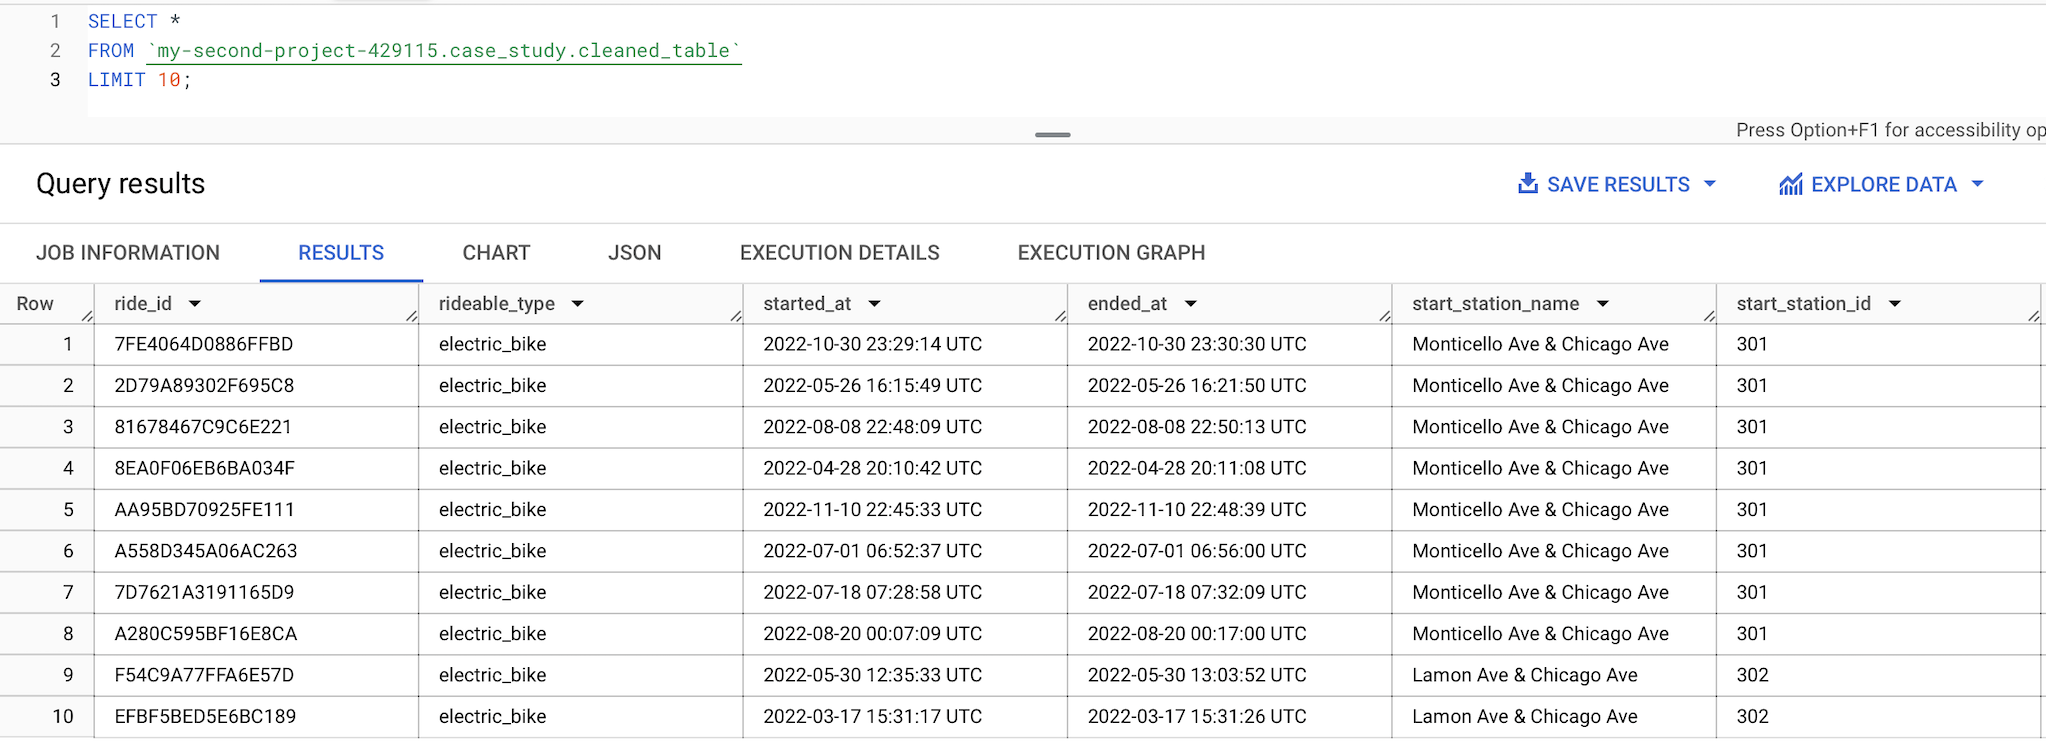 1 SELECT *
2 FROM `my-second-project-429115.case_study.cleaned_table`
3 LIMIT 10;
Press Option+F1 for accessibility op
Query results SAVE RESULTS EXPLORE DATA
JOB INFORMATION RESULTS CHART JSON EXECUTION DETAILS EXECUTION GRAPH
Row ride_id rideable_type started_at ended_at start_station_name start_station_id
1 7FE4064D0886FFBD electric_bike 2022-10-30 23:29:14 UTC 2022-10-30 23:30:30 UTC Monticello Ave & Chicago Ave 301
2 2D79A89302F695C8 electric_bike 2022-05-26 16:15:49 UTC 2022-05-26 16:21:50 UTC Monticello Ave & Chicago Ave 301
3 81678467C9C6E221 electric_bike 2022-08-08 22:48:09 UTC 2022-08-08 22:50:13 UTC Monticello Ave & Chicago Ave 301
4 8EA0F06EB6BA034F electric_bike 2022-04-28 20:10:42 UTC 2022-04-28 20:11:08 UTC Monticello Ave & Chicago Ave 301
5 AA95BD70925FE111 electric_bike 2022-11-10 22:45:33 UTC 2022-11-10 22:48:39 UTC Monticello Ave & Chicago Ave 301
6 A558D345A06AC263 electric_bike 2022-07-01 06:52:37 UTC 2022-07-01 06:56:00 UTC Monticello Ave & Chicago Ave 301
7 7D7621A3191165D9 electric_bike 2022-07-18 07:28:58 UTC 2022-07-18 07:32:09 UTC Monticello Ave & Chicago Ave 301
8 A280C595BF16E8CA electric_bike 2022-08-20 00:07:09 UTC 2022-08-20 00:17:00 UTC Monticello Ave & Chicago Ave 301
9 F54C9A77FFA6E57D electric_bike 2022-05-30 12:35:33 UTC 2022-05-30 13:03:52 UTC Lamon Ave & Chicago Ave 302
10 EFBF5BED5E6BC189 electric_bike 2022-03-17 15:31:17 UTC 2022-03-17 15:31:26 UTC Lamon Ave & Chicago Ave 302